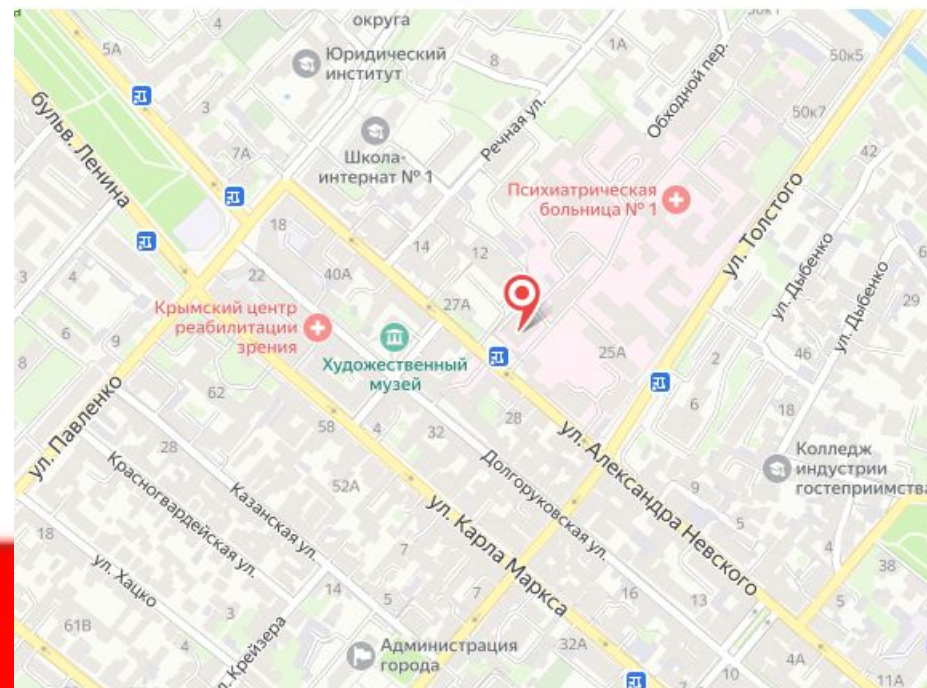 округа
5А
1А
50к5
Юридический
институт
8
Обходной пер.
3
50к7
бульв. Ленина
Речная ул.
42
7А
Школа-
интернат № 1
Психиатрическая
больница № 1
ул. Толстого
18
14
12
6
3
4
22
40А
27А
ул. Дыбенко
ул. Дыбенко
29
Крымский центр
реабилитации
зрения
6
9
8
Художественный
музей
25А
2
46
62
6
18
ул. Павленко
58
4
32
28
ул. Александра Невского
28
Колледж
индустрии
гостеприимства
Красногвардейская ул.
Казанская ул.
52А
Долгоруковская ул.
9
5
18
ул. Карла Маркса
7
4
38
ул. Хацко
14
5
7
16
13
5
61В
3
4
ул. Крейзера
Администрация
города
32А
7
10
4А
11А